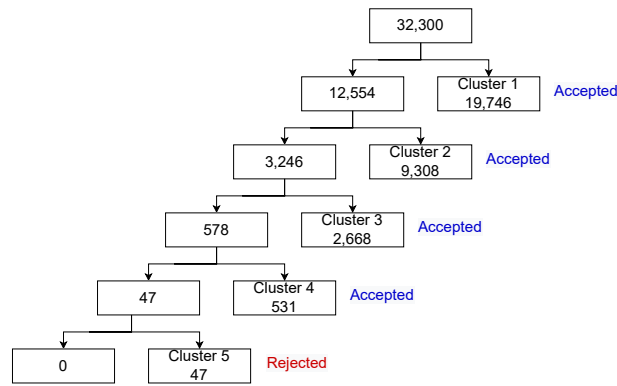 32,300
12,554
Cluster 1
19,746
Accepted
3,246
Cluster 2
9,308
Accepted
578
Cluster 3
2,668
Accepted
47
Cluster 4
531
Accepted
0
Cluster 5
47
Rejected